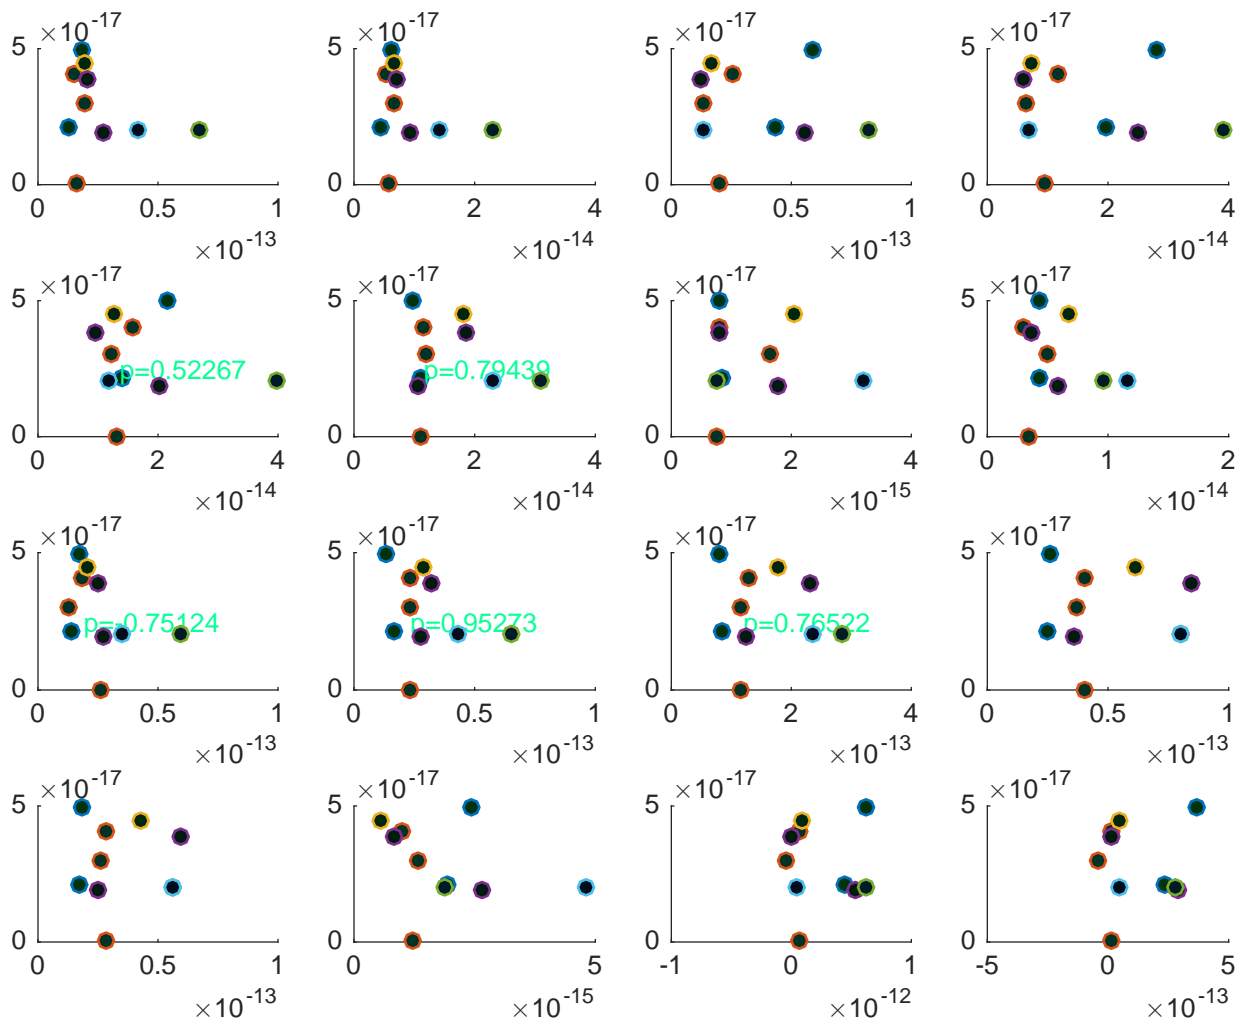 ×10-17 ×10-17 ×10-17 ×10-17
5 5 5 5
0 0 0 0
0 0.5 1 0 2 4 0 0.5 1 0 2 4
×10-13 ×10-14 ×10-13 ×10-14
×10-17 ×10-17 ×10-17 ×10-17
5 5 5 5
p=0.52267 p=0.79439
0 0 0 0
0 2 4 0 2 4 0 2 4 0 1 2
×10-14 ×10-14 ×10-15 ×10-14
×10-17 ×10-17 ×10-17 ×10-17
5 5 5 5
p=-0.75124 p=0.95273 p=0.76522
0 0 0 0
0 0.5 1 0 0.5 1 0 2 4 0 0.5 1
×10-13 ×10-13 ×10-13 ×10-13
×10-17 ×10-17 ×10-17 ×10-17
5 5 5 5
0 0 0 0
0 0.5 1 0 5 -1 0 1 -5 0 5
×10-13 ×10-15 ×10-12 ×10-13